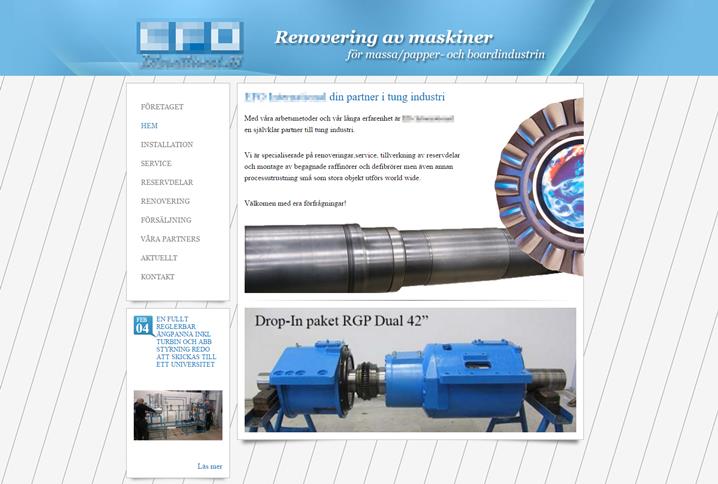 Renovering av maskiner
för massa/papper- och boardindustrin
FÖRETAGET
HEM
INSTALLATION
SERVICE
RESERVDELAR
RENOVERING
FÖRSÄLJNING
VÅRA PARTNERS
AKTUELLT
KONTAKT
FEB
04
EN FULLT
REGLERBAR
ÅNGPANNA INKL
TURBIN OCH ABB
STYRNING REDO
ATT SKICKAS TILL
ETT UNIVERSITET
Läs mer
din partner i tung industri
Med våra arbetsmetoder och vår långa erfarenhet är
en självklar partner till tung industri.
Vi är specialiserade på renoveringar,service, tillverkning av reservdelar
och montage av begagnade raffinörer och defibrörer men även annan
processutrustning små som stora objekt utförs world wide.
Välkomen med era förfrågningar!
Drop-In paket RGP Dual 42”